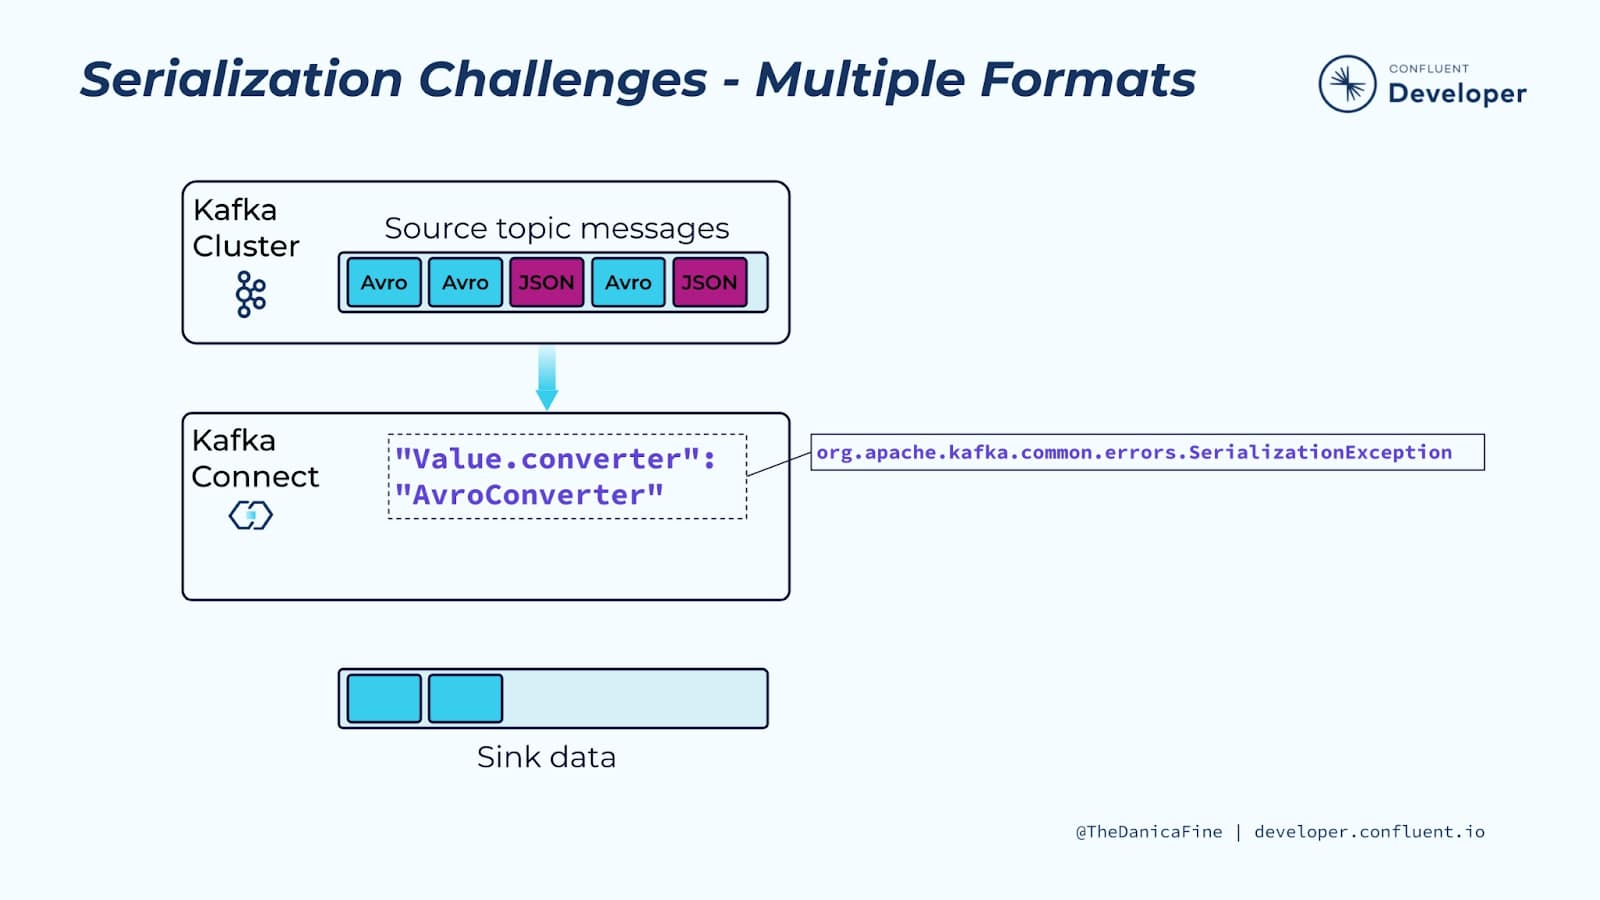 Serialization Challenges - Multiple Formats
CONFLUENT
Developer
Kafka
Cluster
Source topic messages
Avro Avro JSON Avro JSON
Kafka
Connect
"Value.converter":
"AvroConverter"
org.apache.kafka.common.errors.SerializationException
Sink data
@TheDanicaFine | developer.confluent.io